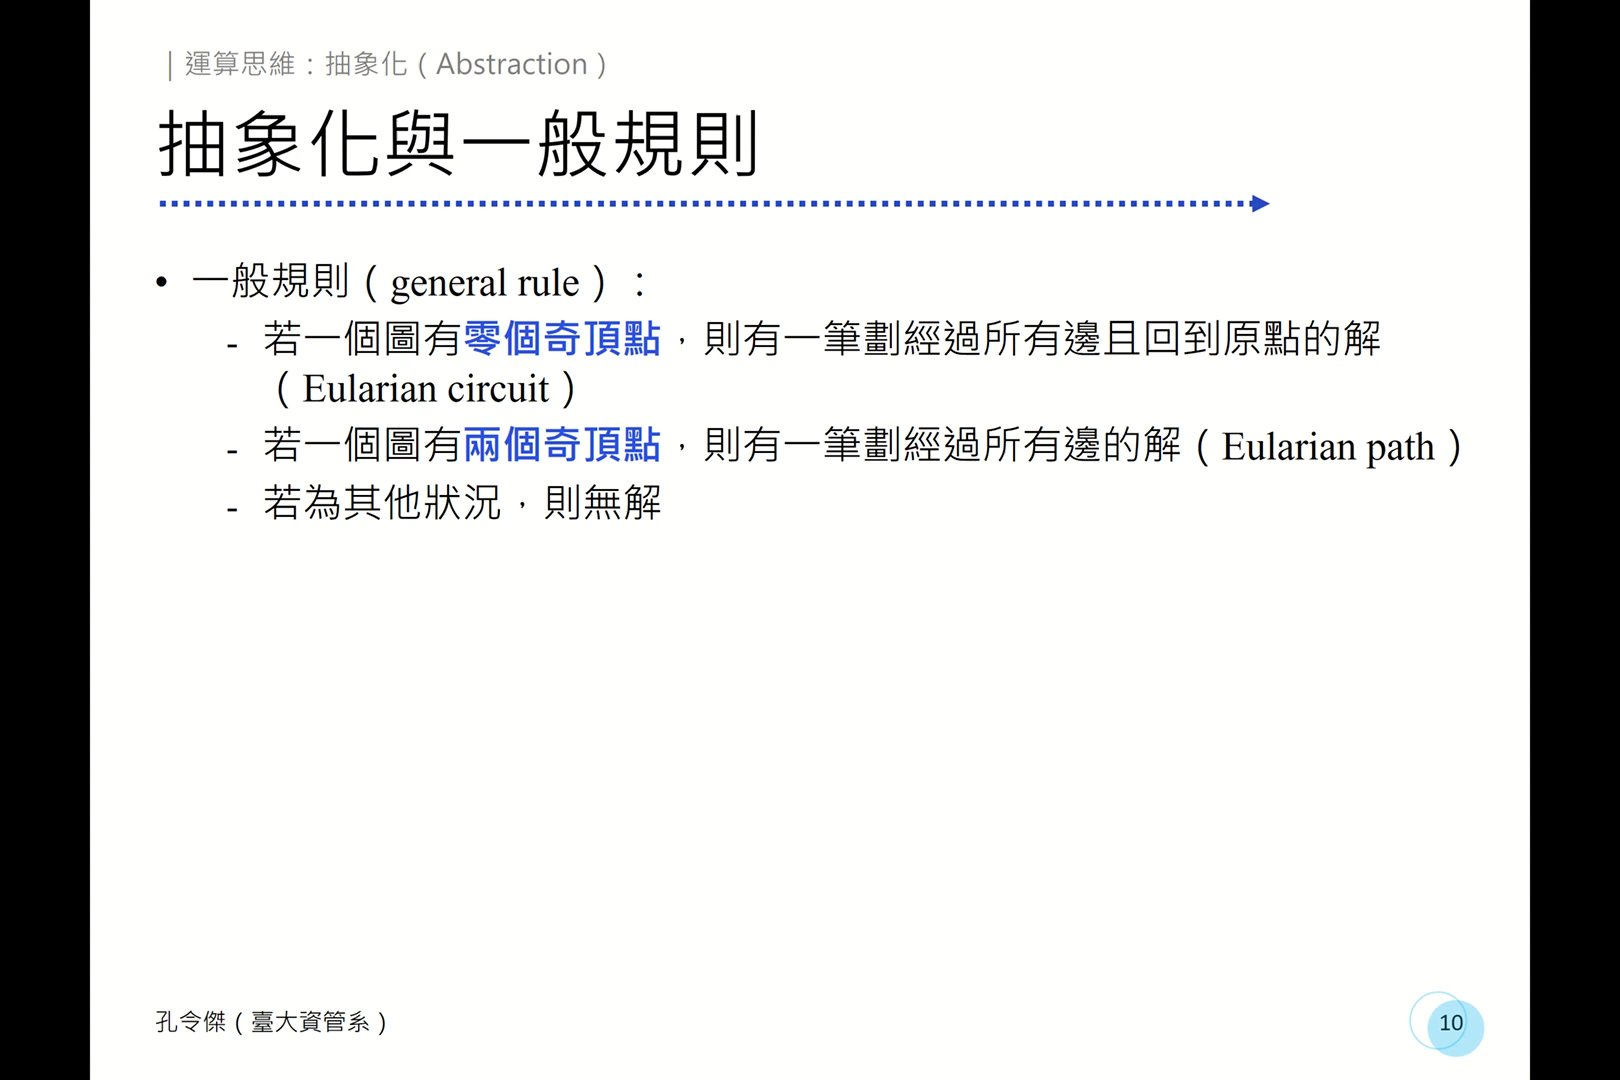 ｜運算思維：抽象化（Abstraction）
抽象化與一般規則
• 一般規則（general rule）：
- 若一個圖有零個奇頂點，則有一筆劃經過所有邊且回到原點的解
（Eularian circuit）
- 若一個圖有兩個奇頂點，則有一筆劃經過所有邊的解（Eularian path）
- 若為其他狀況，則無解
孔令傑（臺大資管系）
10